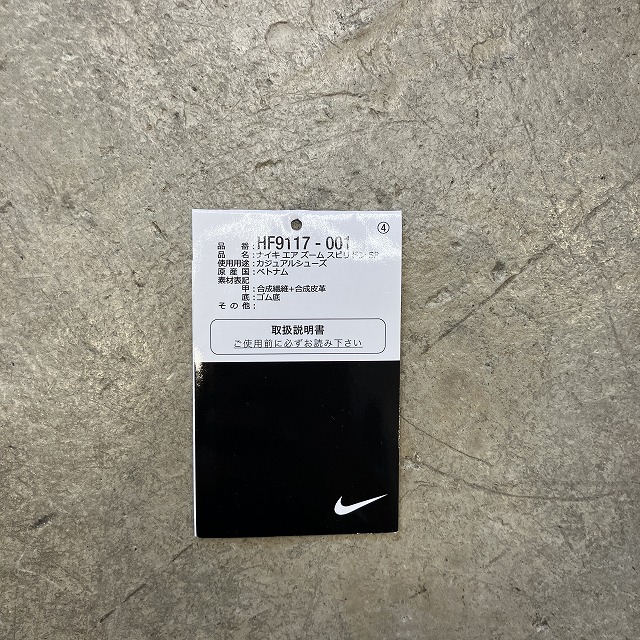 ④
品番:HF9117-001
品名:ナイキ エア ズーム スピリドン SP
使用用途:カジュアルシューズ
原産国:ベトナム
素材表記
甲:合成繊維+合成皮革
底:ゴム底
その他:
取扱説明書
ご使用前に必ずお読み下さい